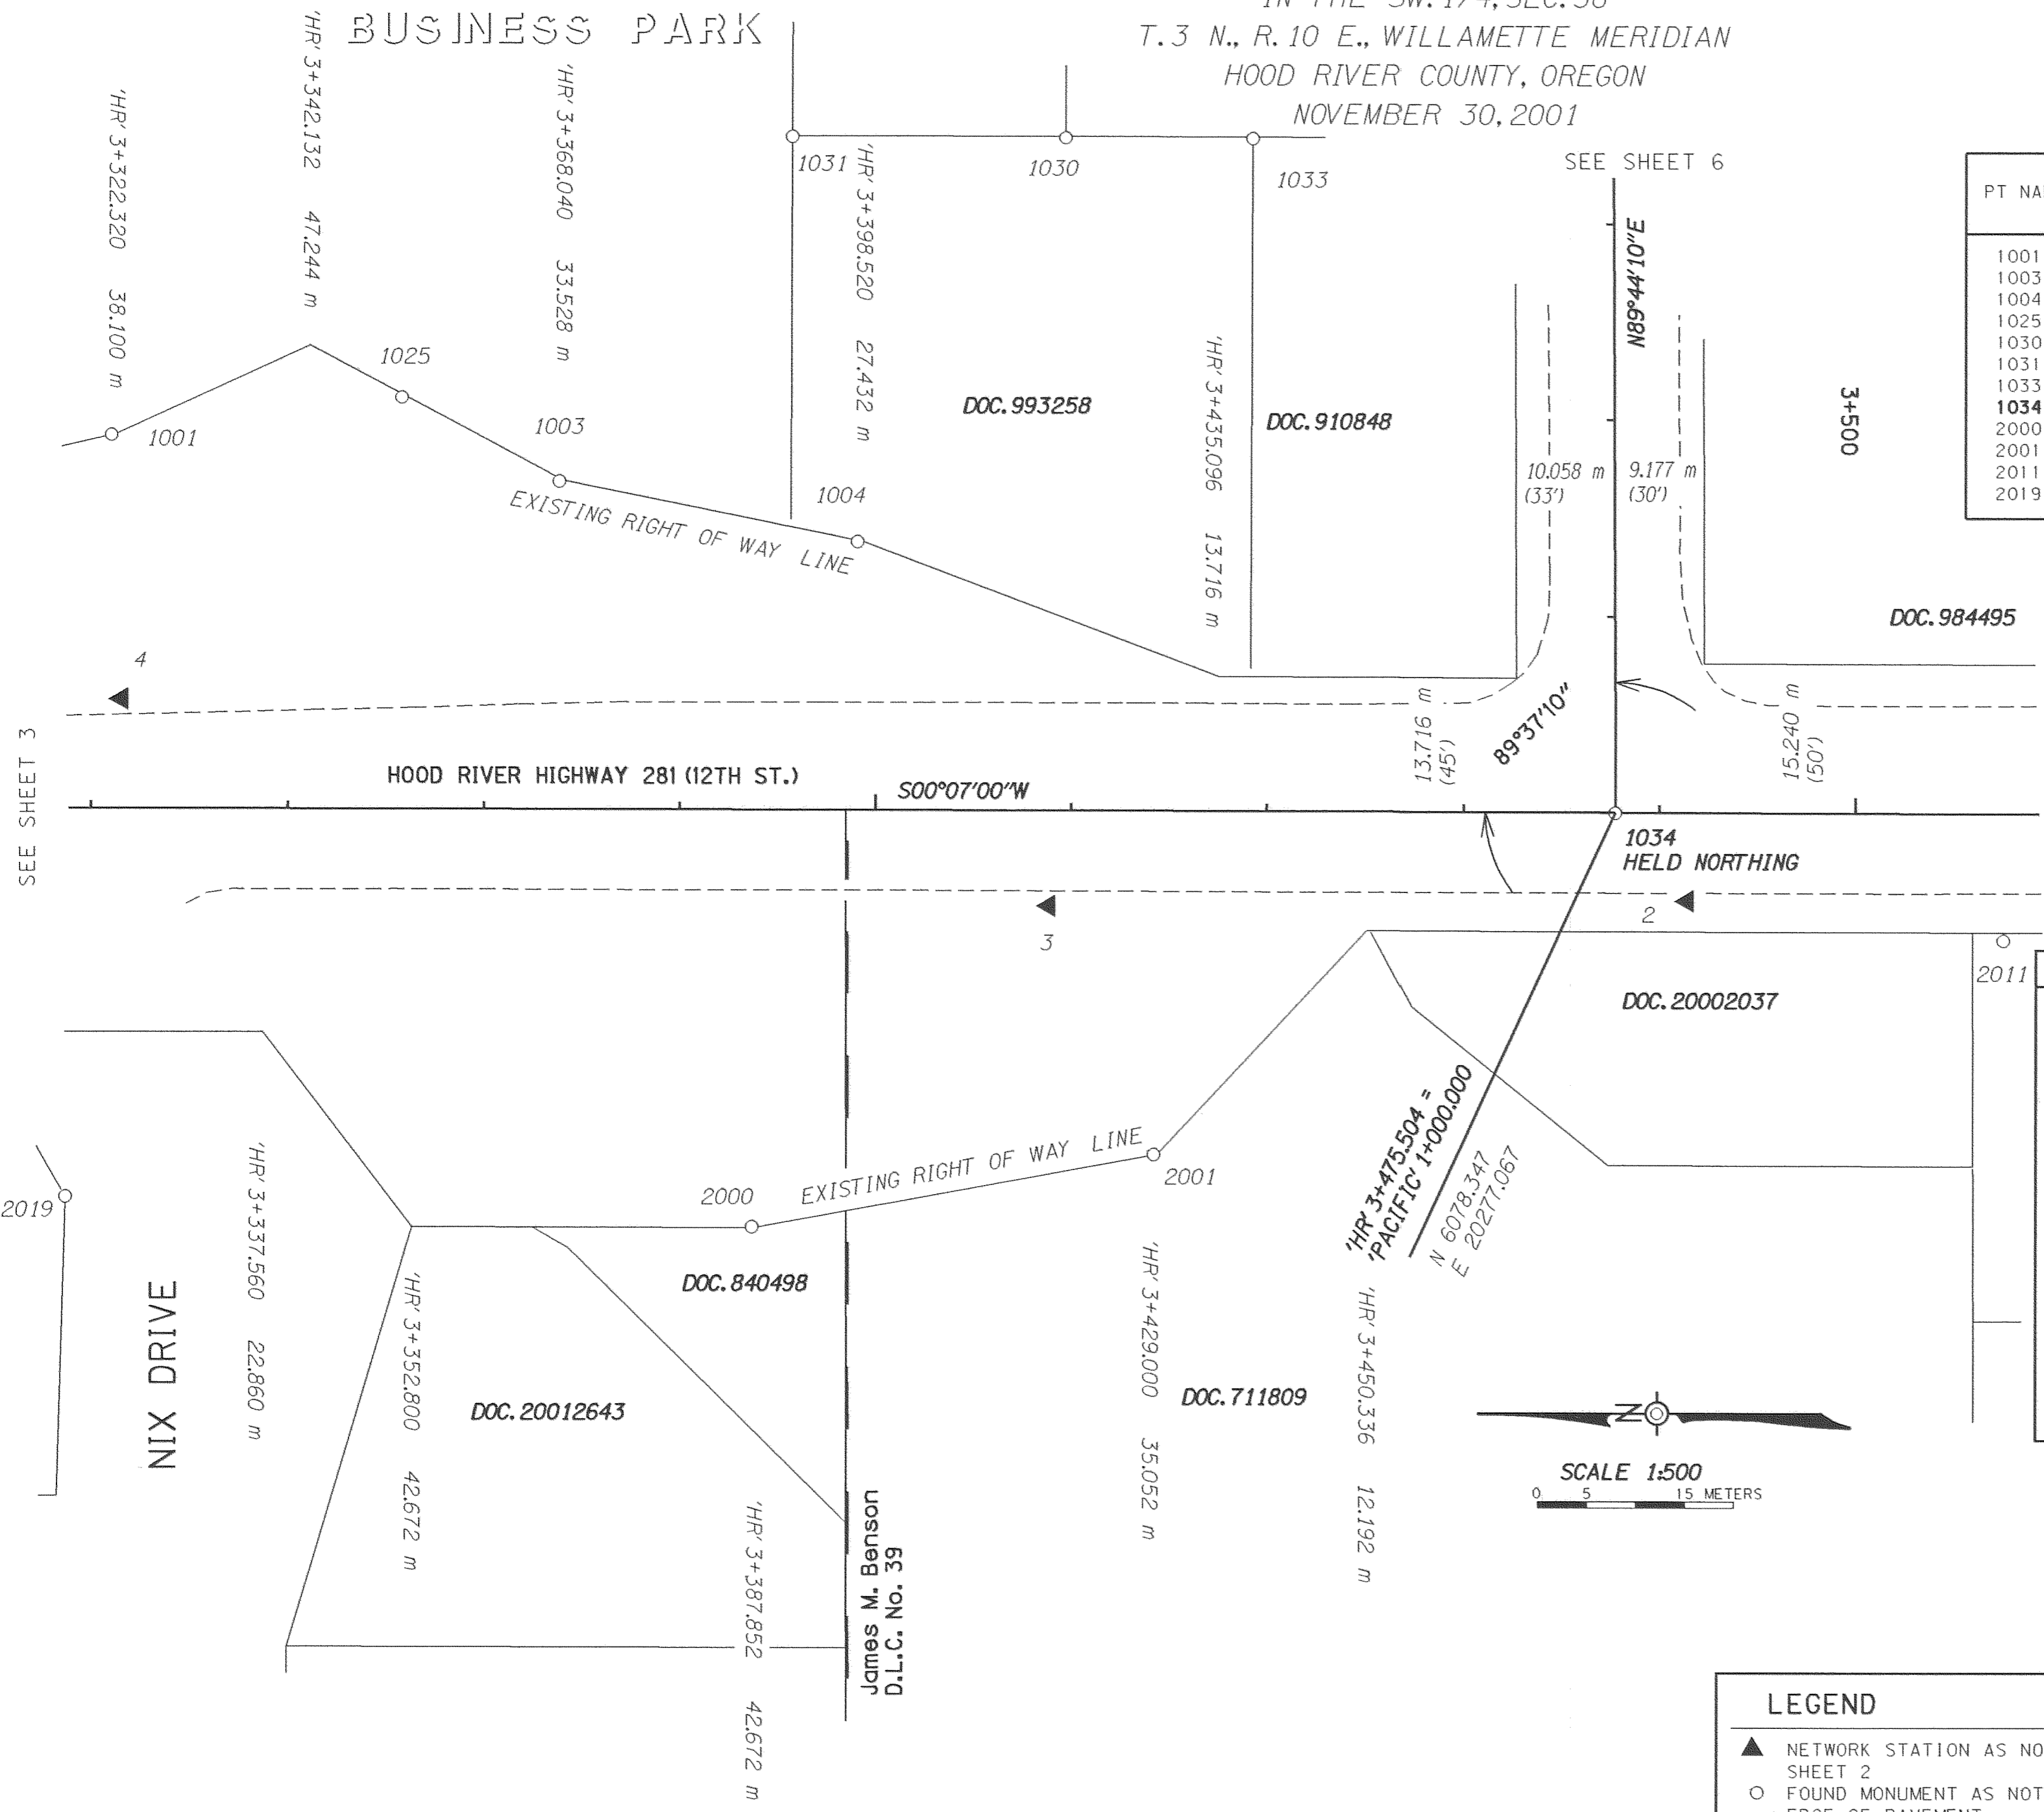 BUSINESS PARK
T. 3 N., R. 10 E., WILLAMETTE MERIDIAN
HOOD RIVER COUNTY, OREGON
NOVEMBER 30, 2001
SEE SHEET 6
'HR' 3+322.320 38.100 m
'HR' 3+342.132 47.244 m
'HR' 3+368.040 33.528 m
'HR' 3+398.520 27.432 m
'HR' 3+435.096 13.716 m
1031
1030
1033
N89°44'10"E
PT NA
1001
1003
1004
1025
1030
1031
1033
1034
2000
2001
2011
2019
1025
1001
1003
1004
EXISTING RIGHT OF WAY LINE
DOC. 993258
DOC. 910848
10.058 m
(33')
9.177 m
(30')
3+500
DOC. 984495
4
SEE SHEET 3
HOOD RIVER HIGHWAY 281 (12TH ST.)
S00°07'00"W
13.716 m
(45')
89°37'10"
15.240 m
(50')
1034
HELD NORTHING
3
2
2011
DOC. 20002037
'HR' 3+475.504 =
'PACIFIC' 1+000.000
N 6078.347
E 20277.067
2019
NIX DRIVE
'HR' 3+337.560 22.860 m
2000
EXISTING RIGHT OF WAY LINE
2001
DOC. 840498
'HR' 3+352.800 42.672 m
DOC. 20012643
'HR' 3+387.852 42.672 m
James M. Benson
D.L.C. No. 39
'HR' 3+429.000 35.052 m
DOC. 711809
'HR' 3+450.336 12.192 m
N
SCALE 1:500
0 5 15 METERS
LEGEND
NETWORK STATION AS NO
SHEET 2
FOUND MONUMENT AS NOT